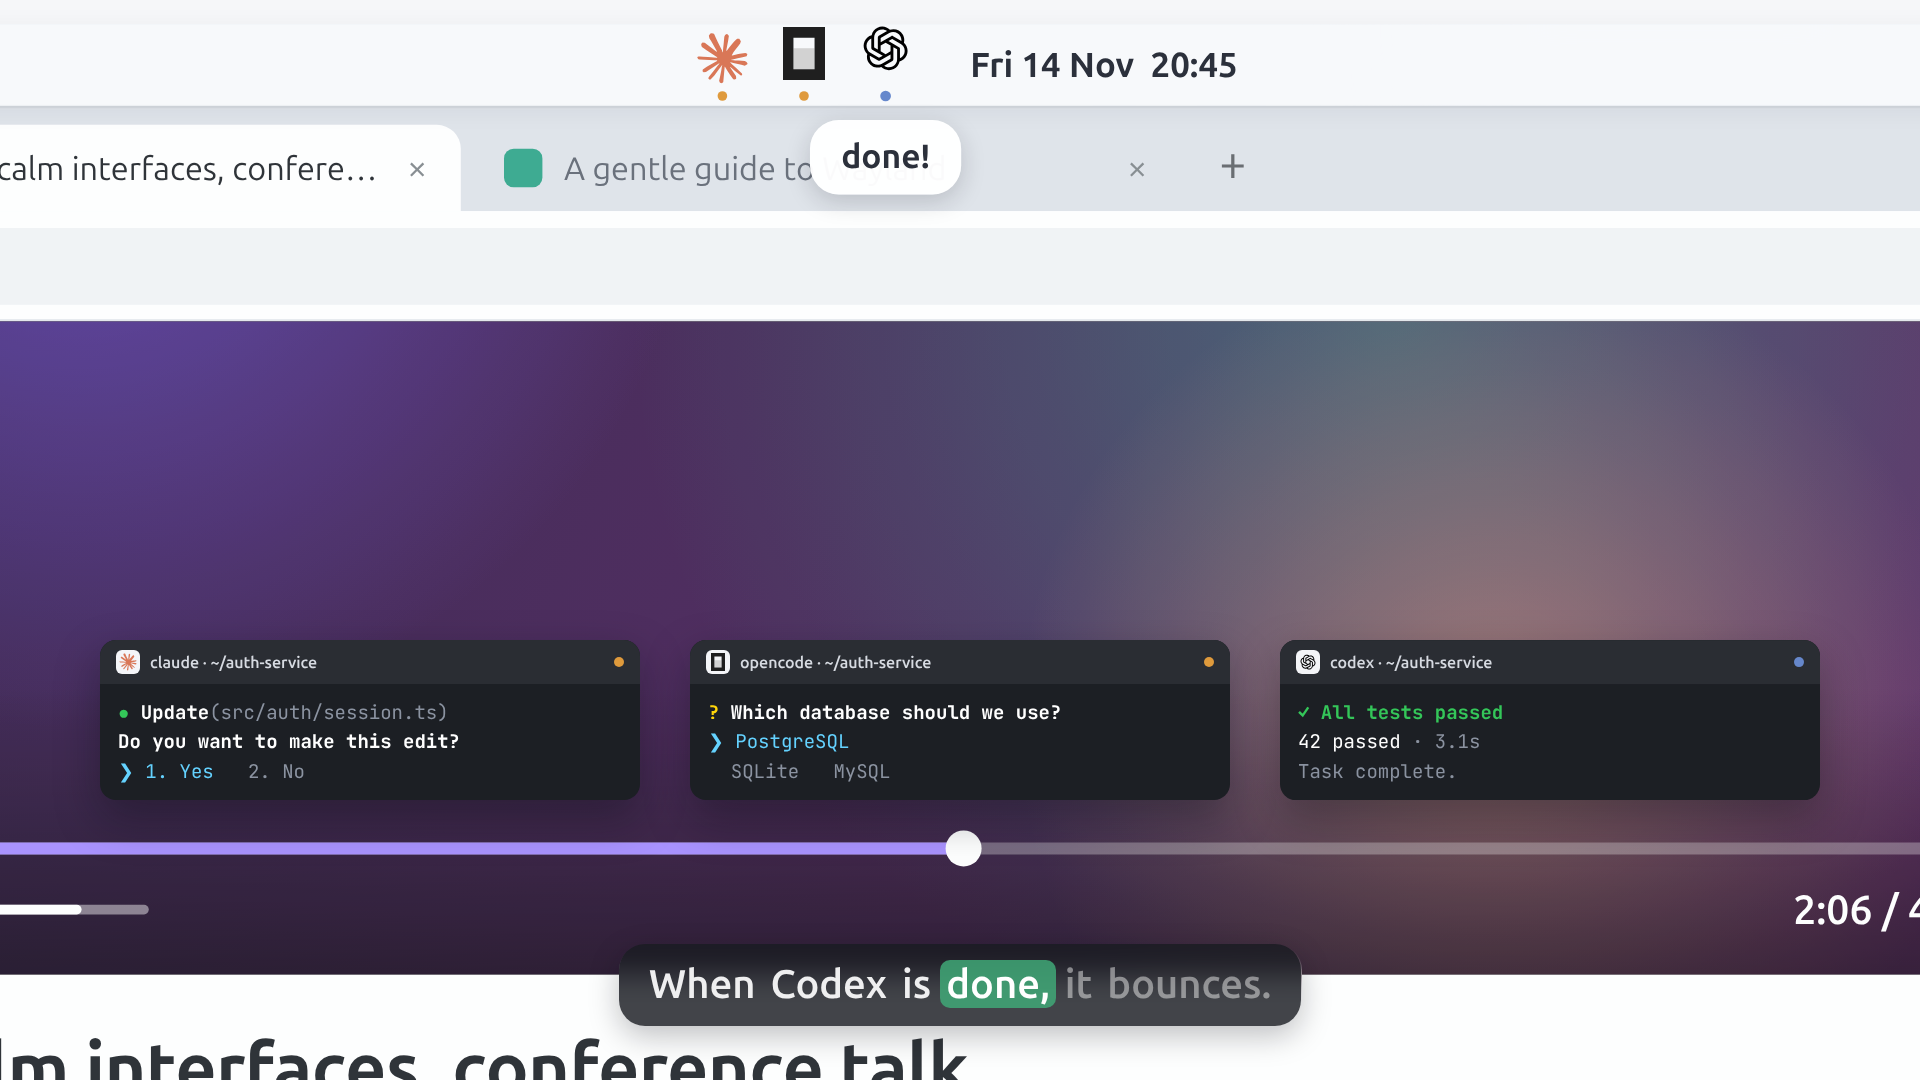 Fri 14 Nov 20:45
calm interfaces, confere… ×
A gentle guide to × +
done!
claude · ~/auth-service
● Update(src/auth/session.ts)
Do you want to make this edit?
❯ 1. Yes 2. No
opencode · ~/auth-service
? Which database should we use?
❯ PostgreSQL
SQLite MySQL
codex · ~/auth-service
✓ All tests passed
42 passed · 3.1s
Task complete.
2:06 / 4
When Codex is done, it bounces.
lm interfaces, conference talk